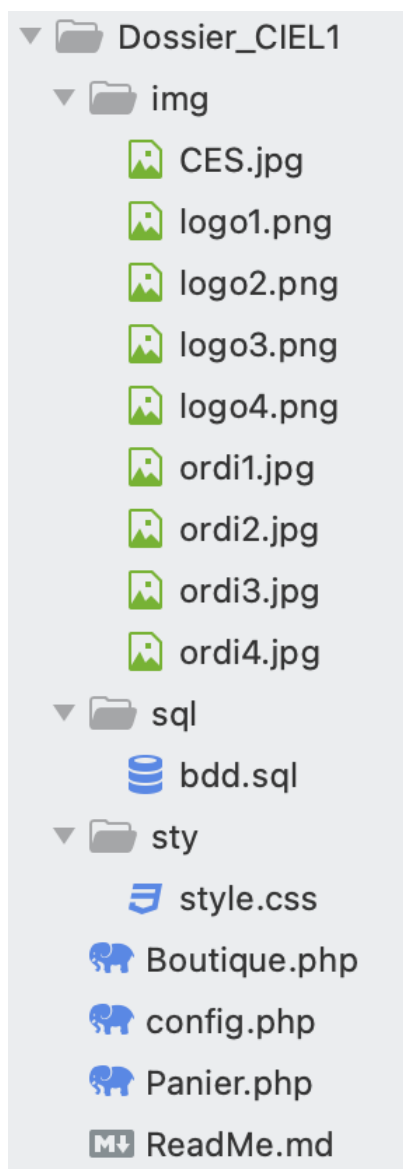 Dossier_CIEL1
img
CES.jpg
logo1.png
logo2.png
logo3.png
logo4.png
ordi1.jpg
ordi2.jpg
ordi3.jpg
ordi4.jpg
sql
bdd.sql
sty
style.css
Boutique.php
config.php
Panier.php
ReadMe.md